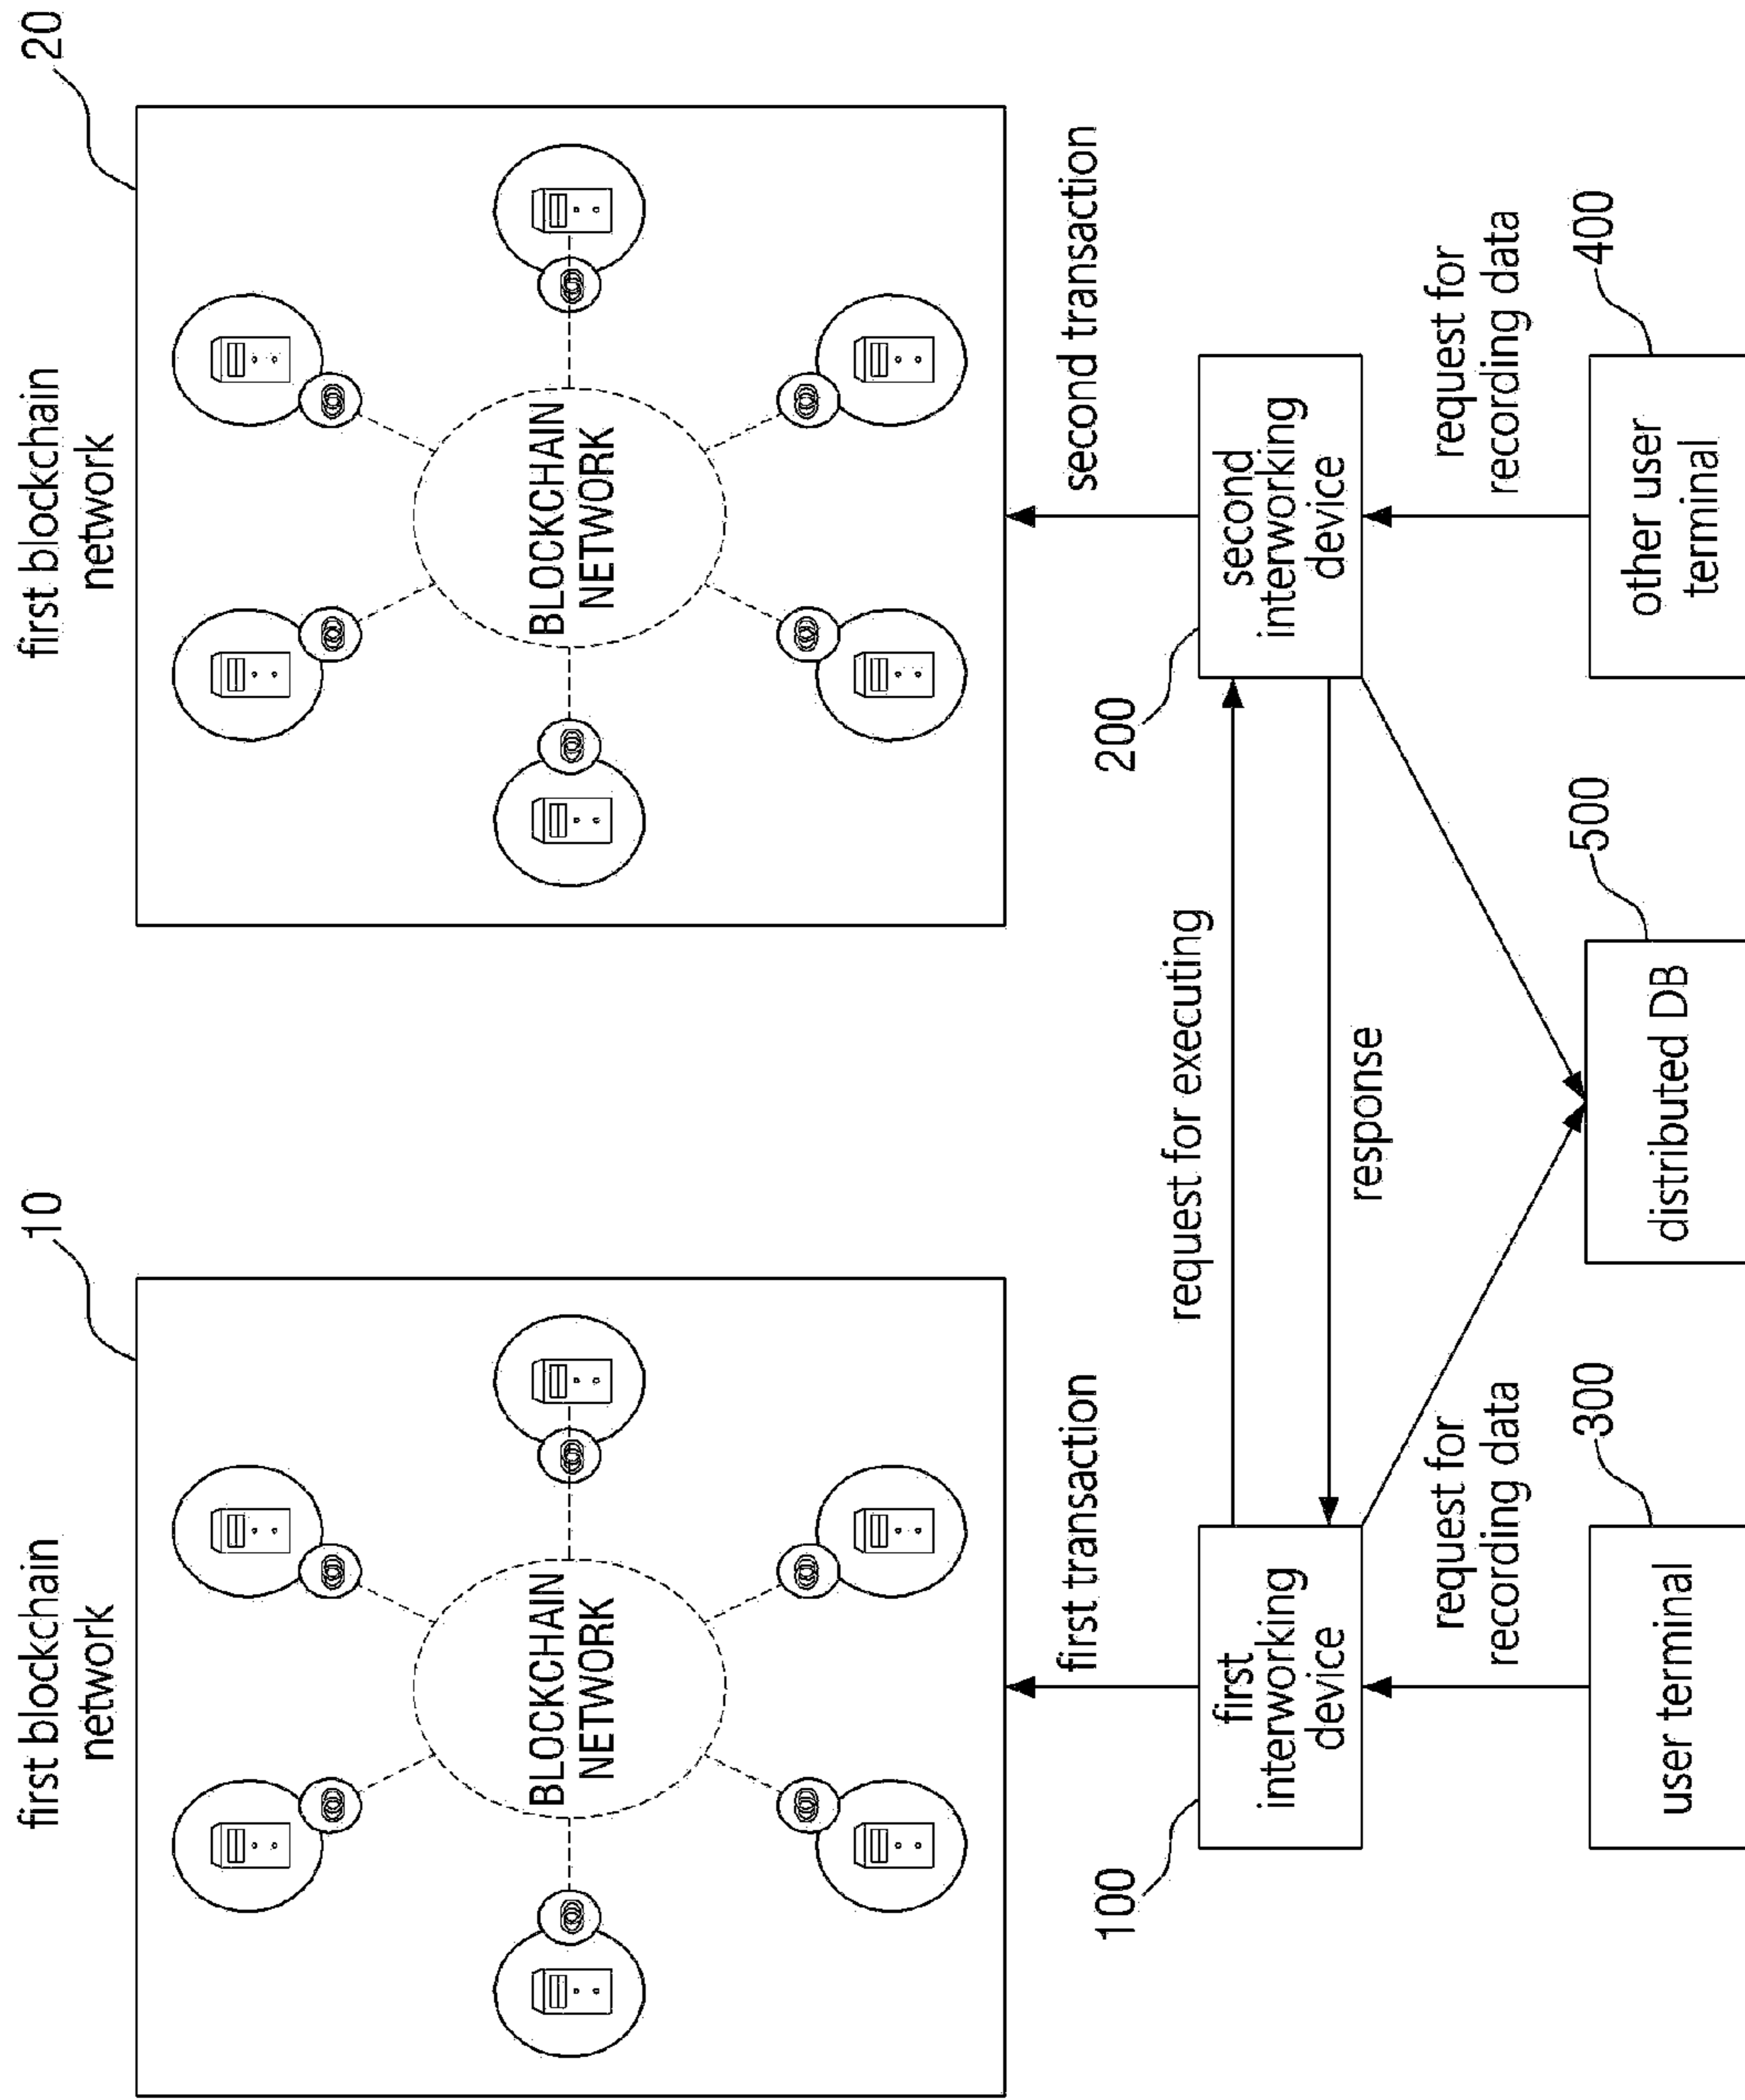 first blockchain
network
10
BLOCKCHAIN
NETWORK
first blockchain
network
20
BLOCKCHAIN
NETWORK
first transaction
second transaction
100
first
interworking
device
request for executing
response
200
second
interworking
device
request for
recording data
request for
recording data
300
user terminal
500
distributed DB
400
other user
terminal